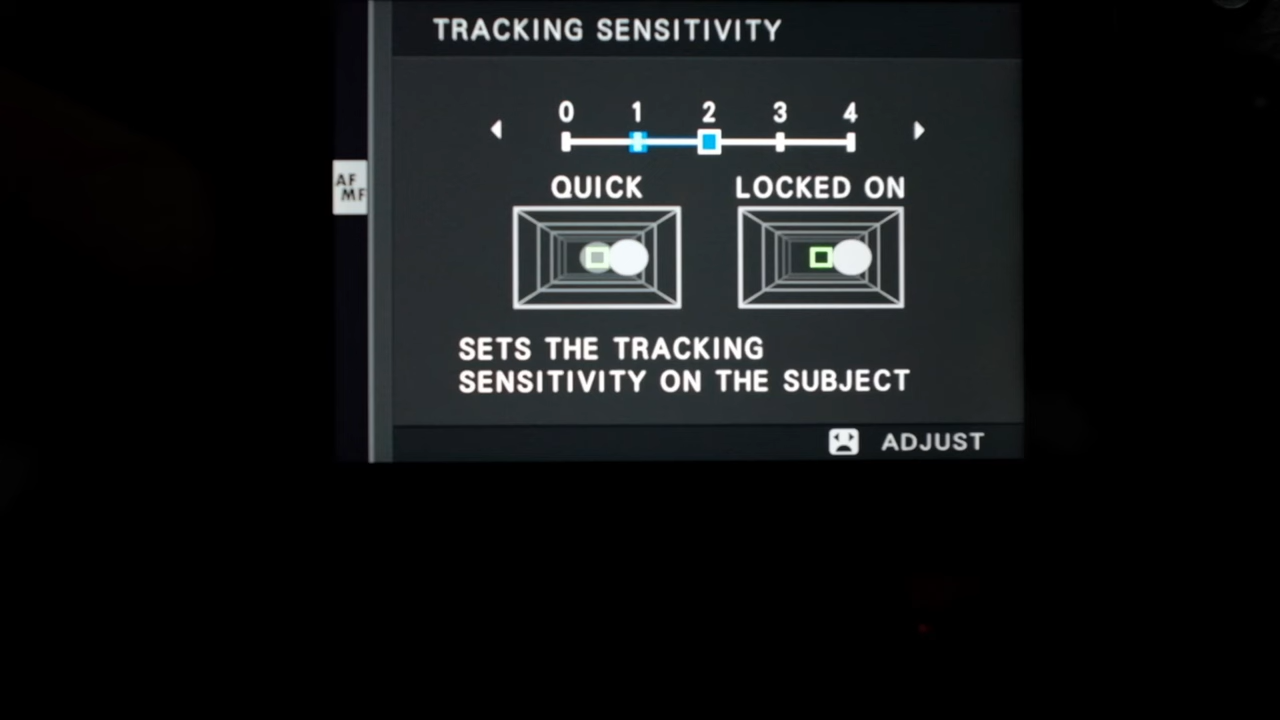 TRACKING SENSITIVITY
0 1 2 3 4
QUICK LOCKED ON
SETS THE TRACKING
SENSITIVITY ON THE SUBJECT
AF
MF
ADJUST